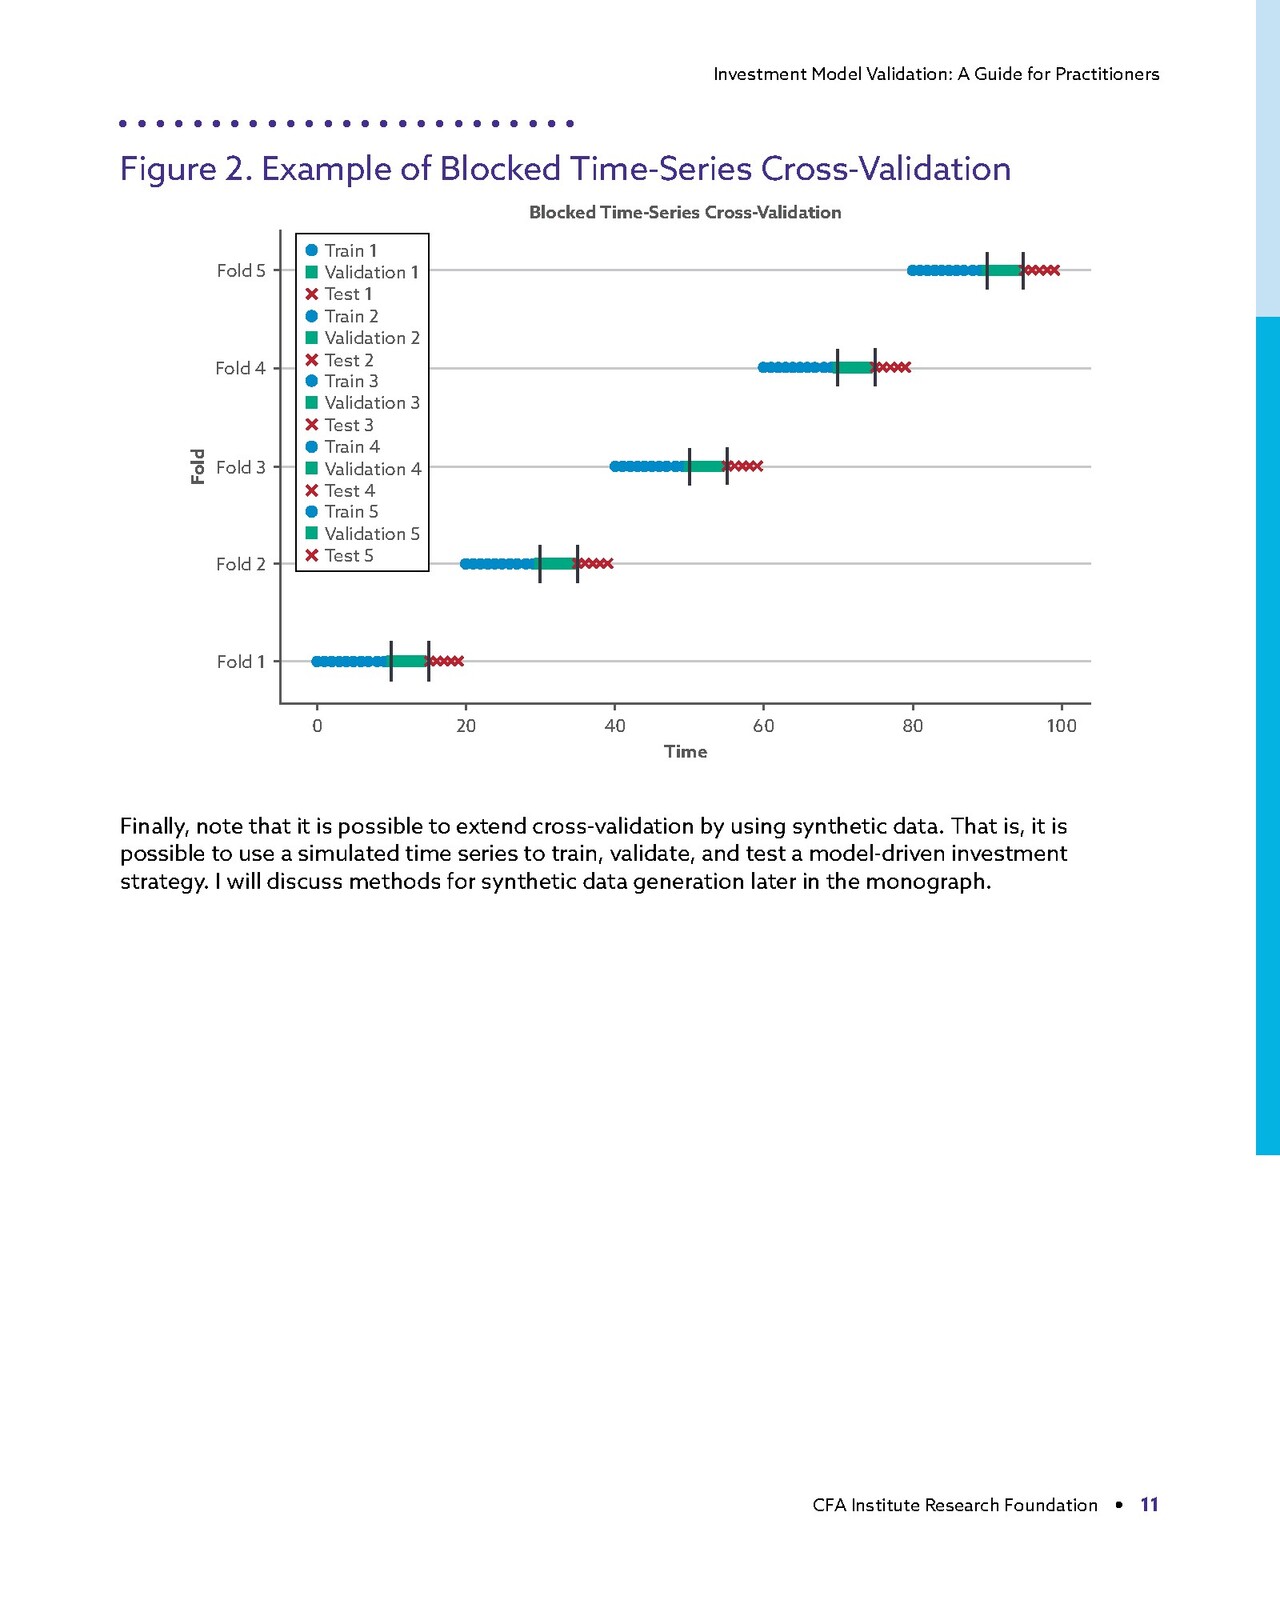 Investment Model Validation: A Guide for Practitioners
Figure 2. Example of Blocked Time-Series Cross-Validation
Blocked Time-Series Cross-Validation
Train 1
Validation 1
Test 1
Train 2
Validation 2
Test 2
Train 3
Validation 3
Test 3
Train 4
Validation 4
Test 4
Train 5
Validation 5
Test 5
Fold 5
Fold 4
Fold 3
Fold 2
Fold 1
Fold
0 20 40 60 80 100
Time
Finally, note that it is possible to extend cross-validation by using synthetic data. That is, it is
possible to use a simulated time series to train, validate, and test a model-driven investment
strategy. I will discuss methods for synthetic data generation later in the monograph.
CFA Institute Research Foundation • 11